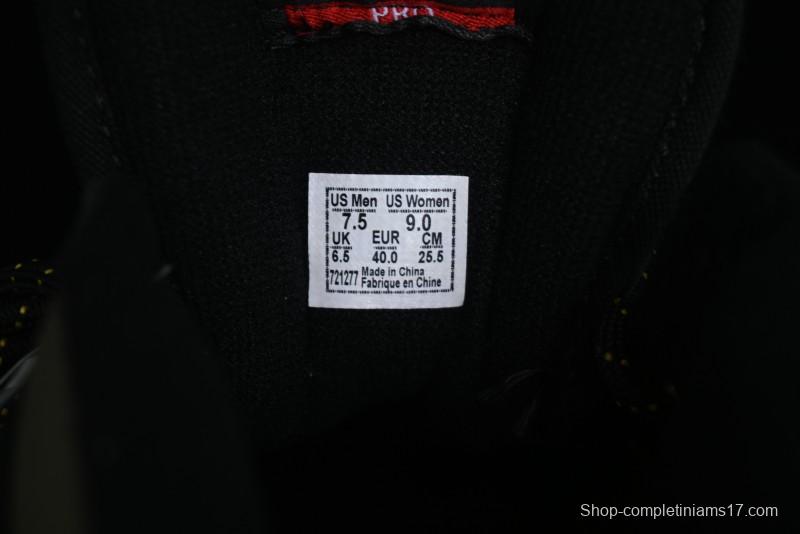 PRO
US Men US Women
7.5 9.0
UK EUR CM
6.5 40.0 25.5
721277 Made in China
Fabrique en Chine
Shop-completiniams17.com